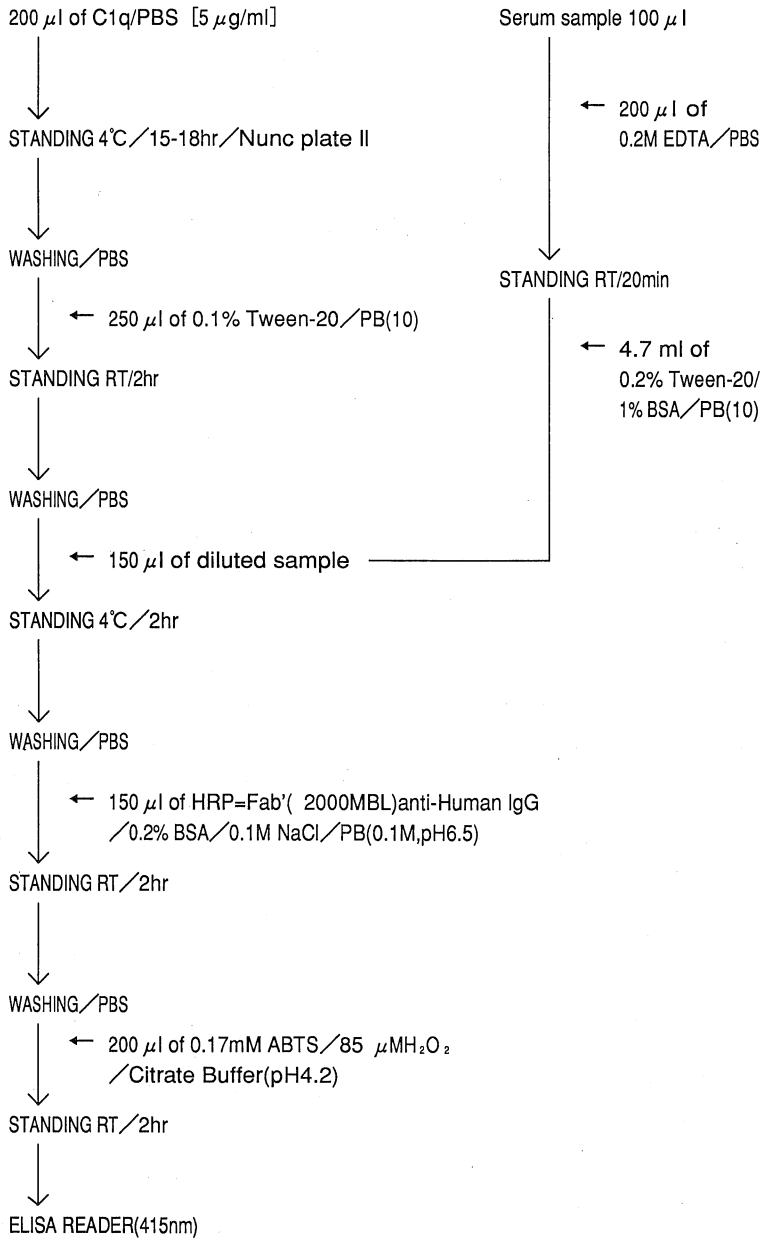 200 μl of C1q/PBS [5 μg/ml]
STANDING 4℃/15-18hr/Nunc plate II
WASHING/PBS
250 μl of 0.1% Tween-20/PB(10)
STANDING RT/2hr
WASHING/PBS
150 μl of diluted sample
STANDING 4℃/2hr
WASHING/PBS
150 μl of HRP=Fab'( 2000MBL)anti-Human IgG
/0.2% BSA/0.1M NaCl/PB(0.1M,pH6.5)
STANDING RT/2hr
WASHING/PBS
200 μl of 0.17mM ABTS/85 μMH₂O₂
/Citrate Buffer(pH4.2)
STANDING RT/2hr
ELISA READER(415nm)
Serum sample 100 μl
200 μl of
0.2M EDTA/PBS
STANDING RT/20min
4.7 ml of
0.2% Tween-20/
1% BSA/PB(10)